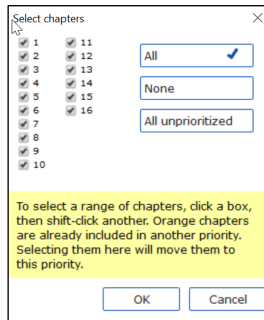 Select chapters
1 11
2 12
3 13
4 14
5 15
6 16
7
8
9
10
All
None
All unprioritized
To select a range of chapters, click a box,
then shift-click another. Orange chapters
are already included in another priority.
Selecting them here will move them to
this priority.
OK Cancel